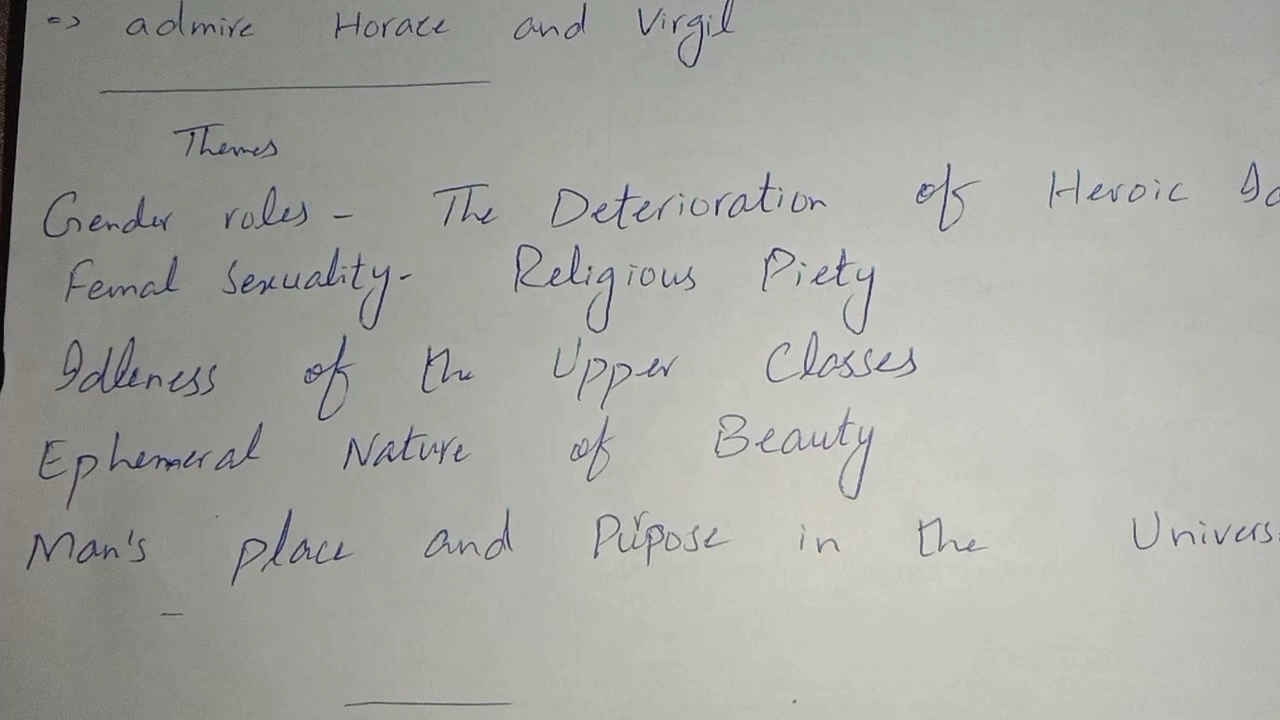 => admire Horace and Virgil
Themes
Gender roles - The Deterioration of Heroic
Femal Sexuality- Religious Piety
Idleness of the Upper Classes
Ephemeral Nature of Beauty
Man's place and Purpose in the Univers